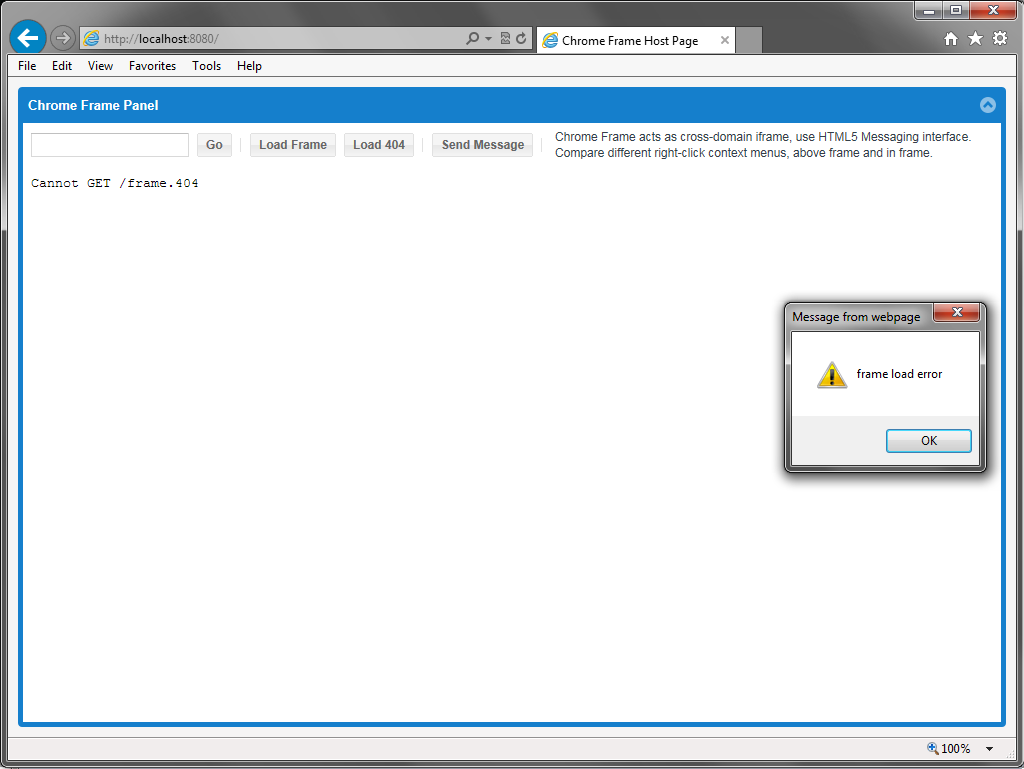 http://localhost:8080/
Chrome Frame Host Page
File Edit View Favorites Tools Help
Chrome Frame Panel
Go Load Frame Load 404 Send Message
Chrome Frame acts as cross-domain iframe, use HTML5 Messaging interface.
Compare different right-click context menus, above frame and in frame.
Cannot GET /frame.404
Message from webpage
frame load error
OK
100%